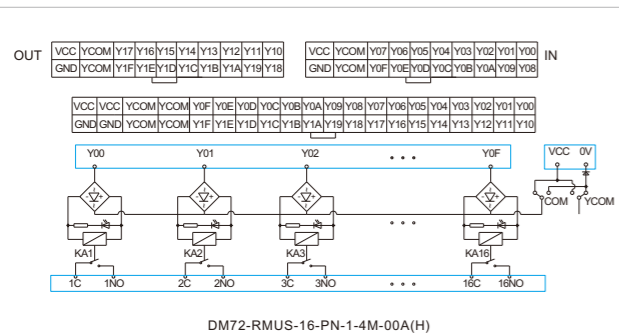 OUT VCC YCOM Y17 Y16 Y15 Y14 Y13 Y12 Y11 Y10 VCC YCOM Y07 Y06 Y05 Y04 Y03 Y02 Y01 Y00 IN
GND YCOM Y1F Y1E Y1D Y1C Y1B Y1A Y19 Y18 GND YCOM Y0F Y0E Y0D Y0C Y0B Y0A Y09 Y08
VCC VCC YCOM YCOM Y0F Y0E Y0D Y0C Y0B Y0A Y09 Y08 Y07 Y06 Y05 Y04 Y03 Y02 Y01 Y00
GND GND YCOM YCOM Y1F Y1E Y1D Y1C Y1B Y1A Y19 Y18 Y17 Y16 Y15 Y14 Y13 Y12 Y11 Y10
Y00 Y01 Y02 • • • Y0F VCC 0V
COM YCOM
KA1 KA2 KA3 KA16
1C 1NO 2C 2NO 3C 3NO • • • 16C 16NO
DM72-RMUS-16-PN-1-4M-00A(H)